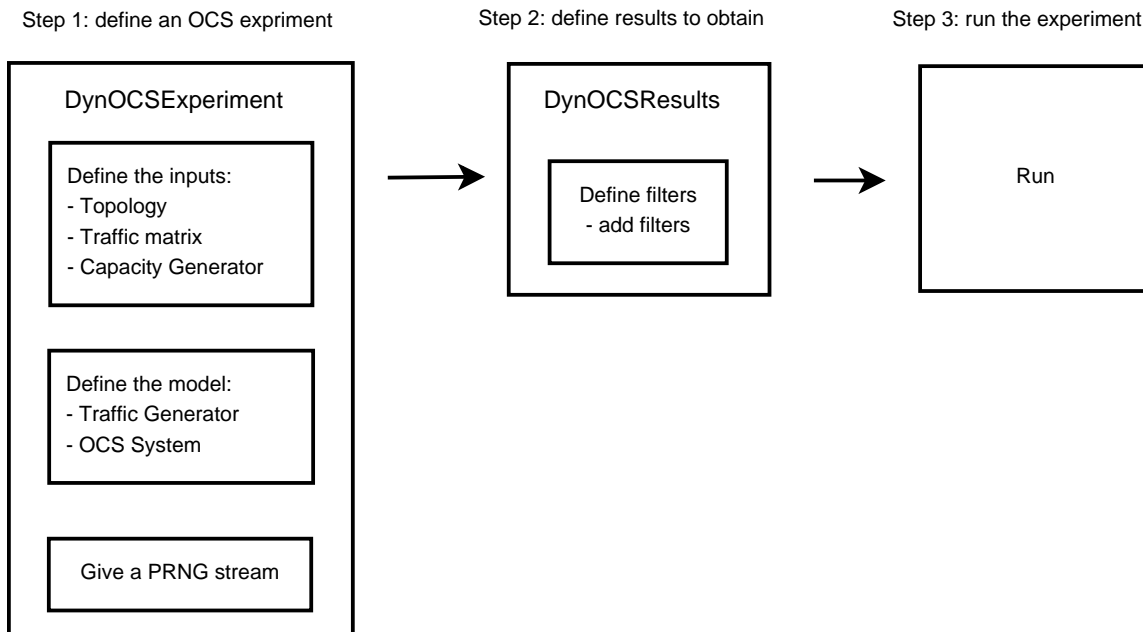 Step 1: define an OCS expriment
DynOCSExperiment
Define the inputs:
- Topology
- Traffic matrix
- Capacity Generator
Define the model:
- Traffic Generator
- OCS System
Give a PRNG stream
Step 2: define results to obtain
DynOCSResults
Define filters
- add filters
Step 3: run the experiment
Run